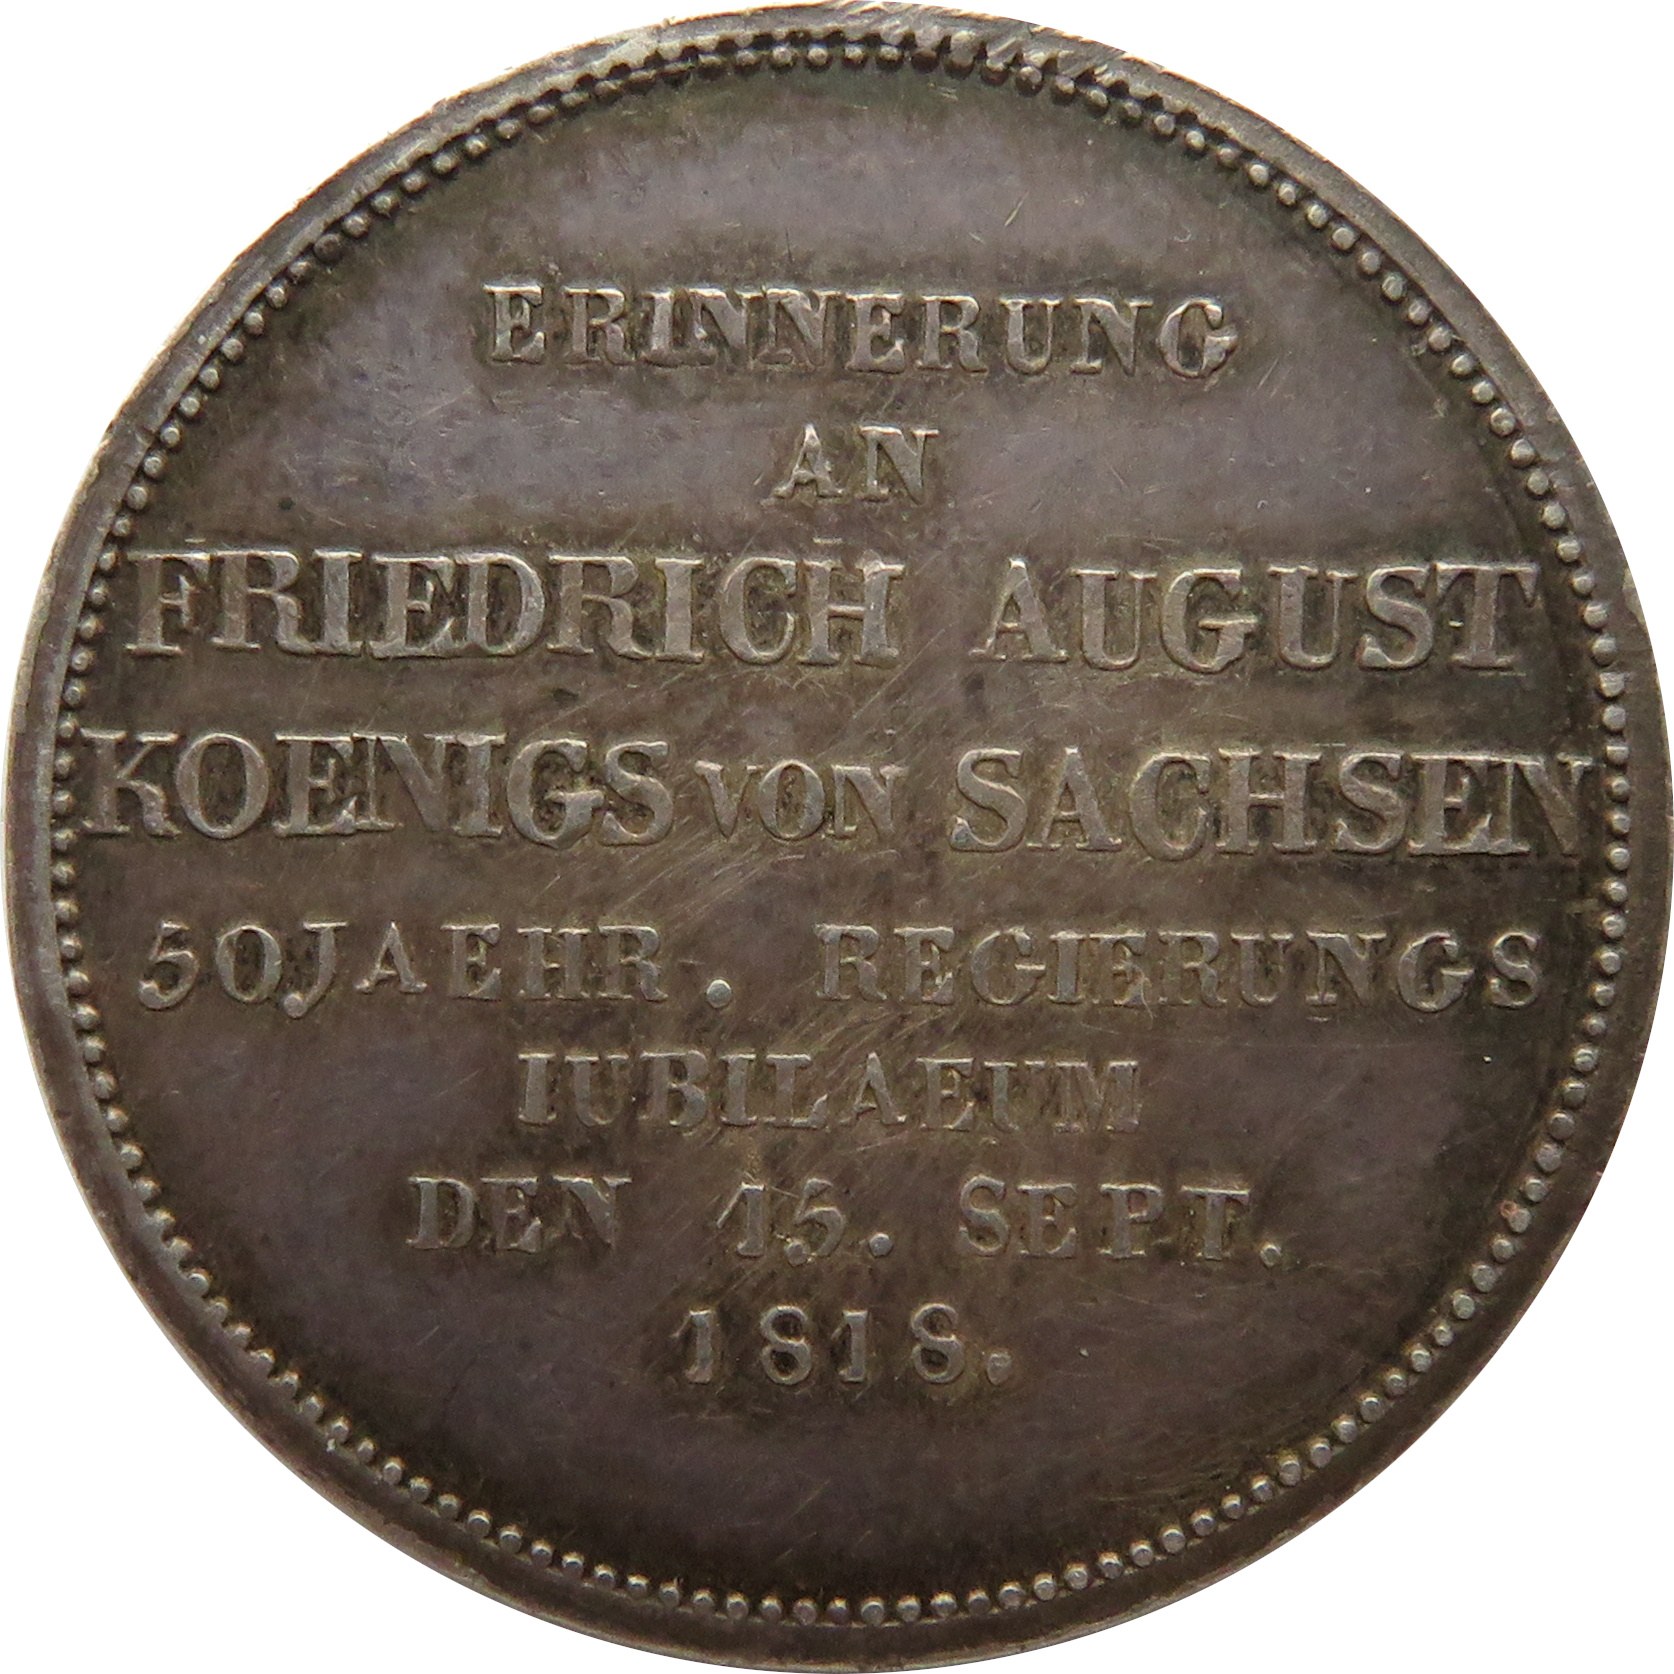 ERINNERUNG
AN
FRIEDRICH AUGUST
KOENIGS VON SACHSEN
50JAEHR. REGIERUNGS
IUBILAEUM
DEN 15. SEPT.
1818.